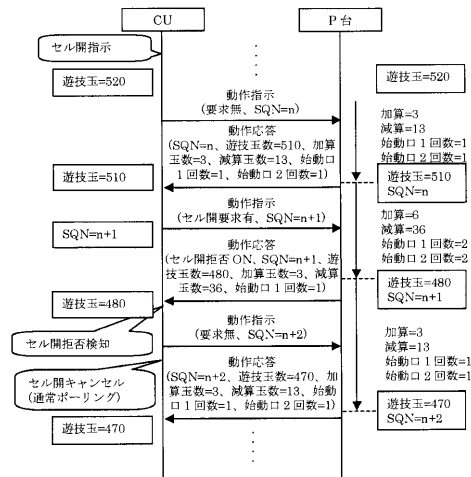 CU
P台
セル開指示
遊技玉=520
遊技玉=520
動作指示
(要求無、SQN=n)
加算=3
減算=13
始動口1回数=1
始動口2回数=1
動作応答
(SQN=n、遊技玉数=510、加算
玉数=3、減算玉数=13、始動口
1回数=1、始動口2回数=1)
遊技玉=510
遊技玉=510
SQN=n
動作指示
(セル開要求有、SQN=n+1)
SQN=n+1
加算=6
減算=36
始動口1回数=2
始動口2回数=2
動作応答
(セル開拒否ON、SQN=n+1、遊
技玉数=480、加算玉数=3、減算
玉数=36、始動口1回数=1)
遊技玉=480
SQN=n+1
遊技玉=480
セル開拒否検知
動作指示
(要求無、SQN=n+2)
加算=3
減算=13
始動口1回数=1
始動口2回数=1
セル開キャンセル
(通常ポーリング)
動作応答
(SQN=n+2、遊技玉数=470、加
算玉数=3、減算玉数=13、始動
口1回数=1、始動口2回数=1)
遊技玉=470
SQN=n+2
遊技玉=470